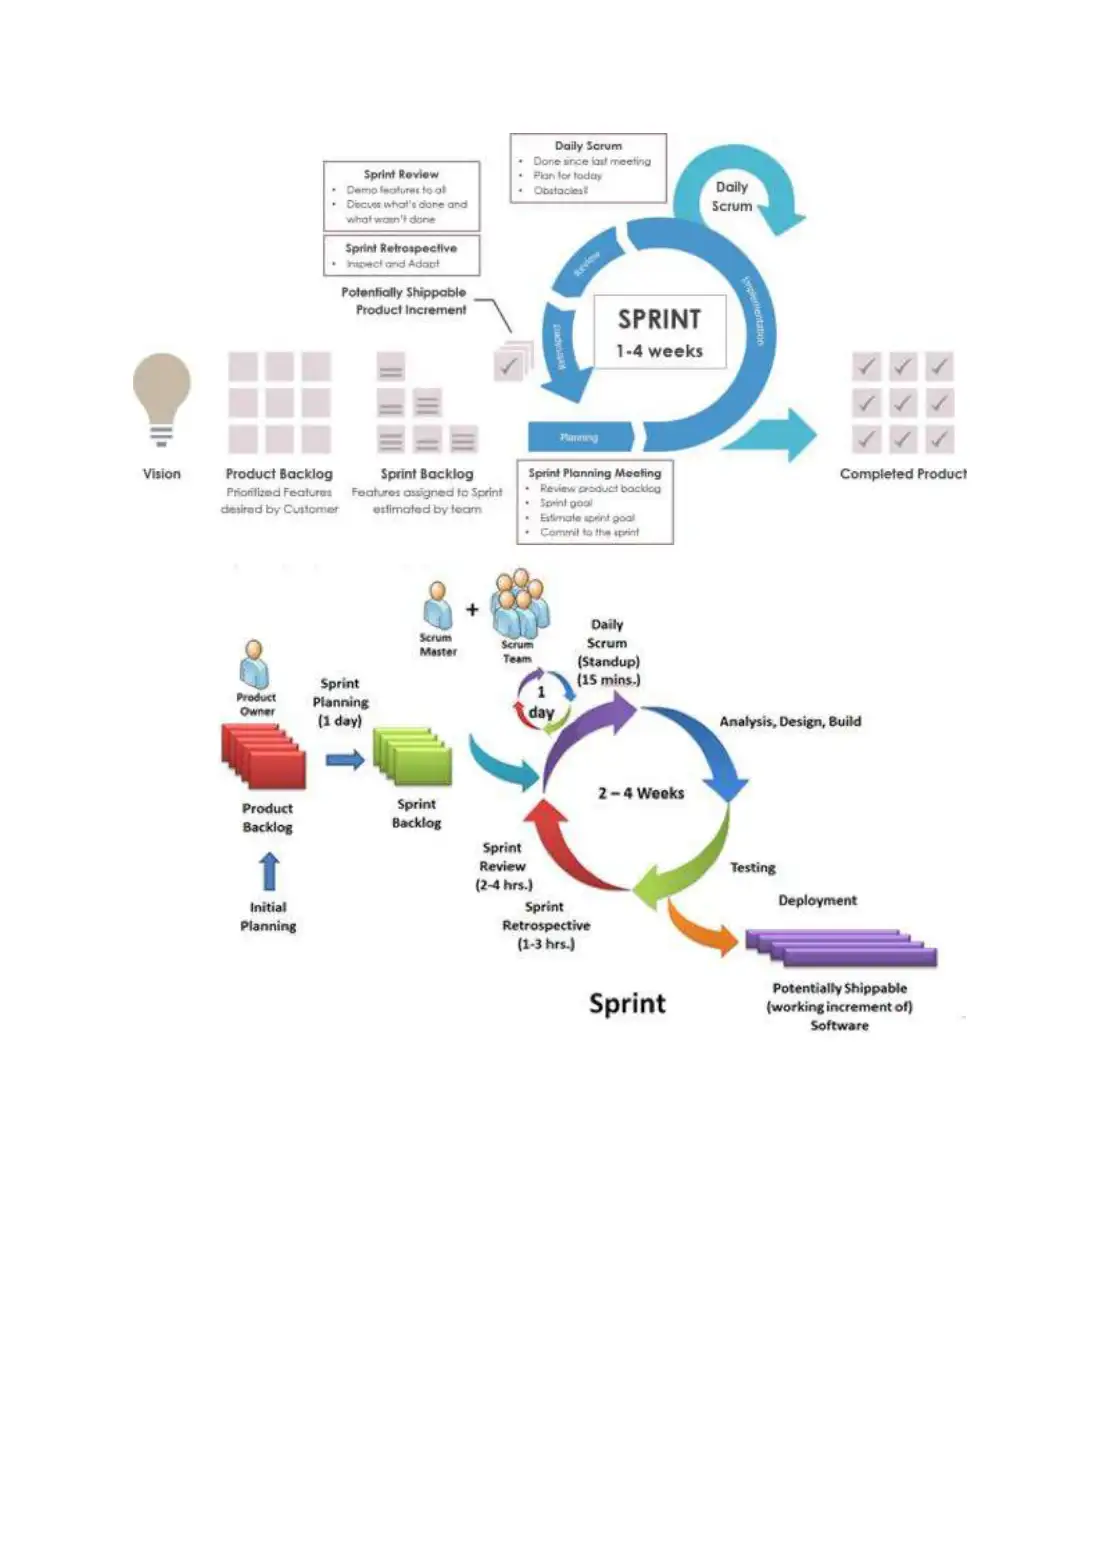 Daily Scrum
• Done since last meeting
• Plan for today
• Obstacles?
Sprint Review
• Demo features to all
• Discuss what's done and
what wasn't done
Sprint Retrospective
• Inspect and Adapt
Potentially Shippable
Product Increment
Daily
Scrum
Review
Implementation
SPRINT
1-4 weeks
Planning
Vision
Product Backlog
Prioritized Features
desired by Customer
Sprint Backlog
Features assigned to Sprint
estimated by team
Sprint Planning Meeting
• Review product backlog
• Sprint goal
• Estimate sprint goal
• Commit to the sprint
Completed Product
+
Scrum
Master
Scrum
Team
Daily
Scrum
(Standup)
(15 mins.)
Product
Owner
Sprint
Planning
(1 day)
1
day
Analysis, Design, Build
2 – 4 Weeks
Product
Backlog
Sprint
Backlog
Sprint
Review
(2-4 hrs.)
Testing
Initial
Planning
Sprint
Retrospective
(1-3 hrs.)
Deployment
Sprint
Potentially Shippable
(working increment of)
Software